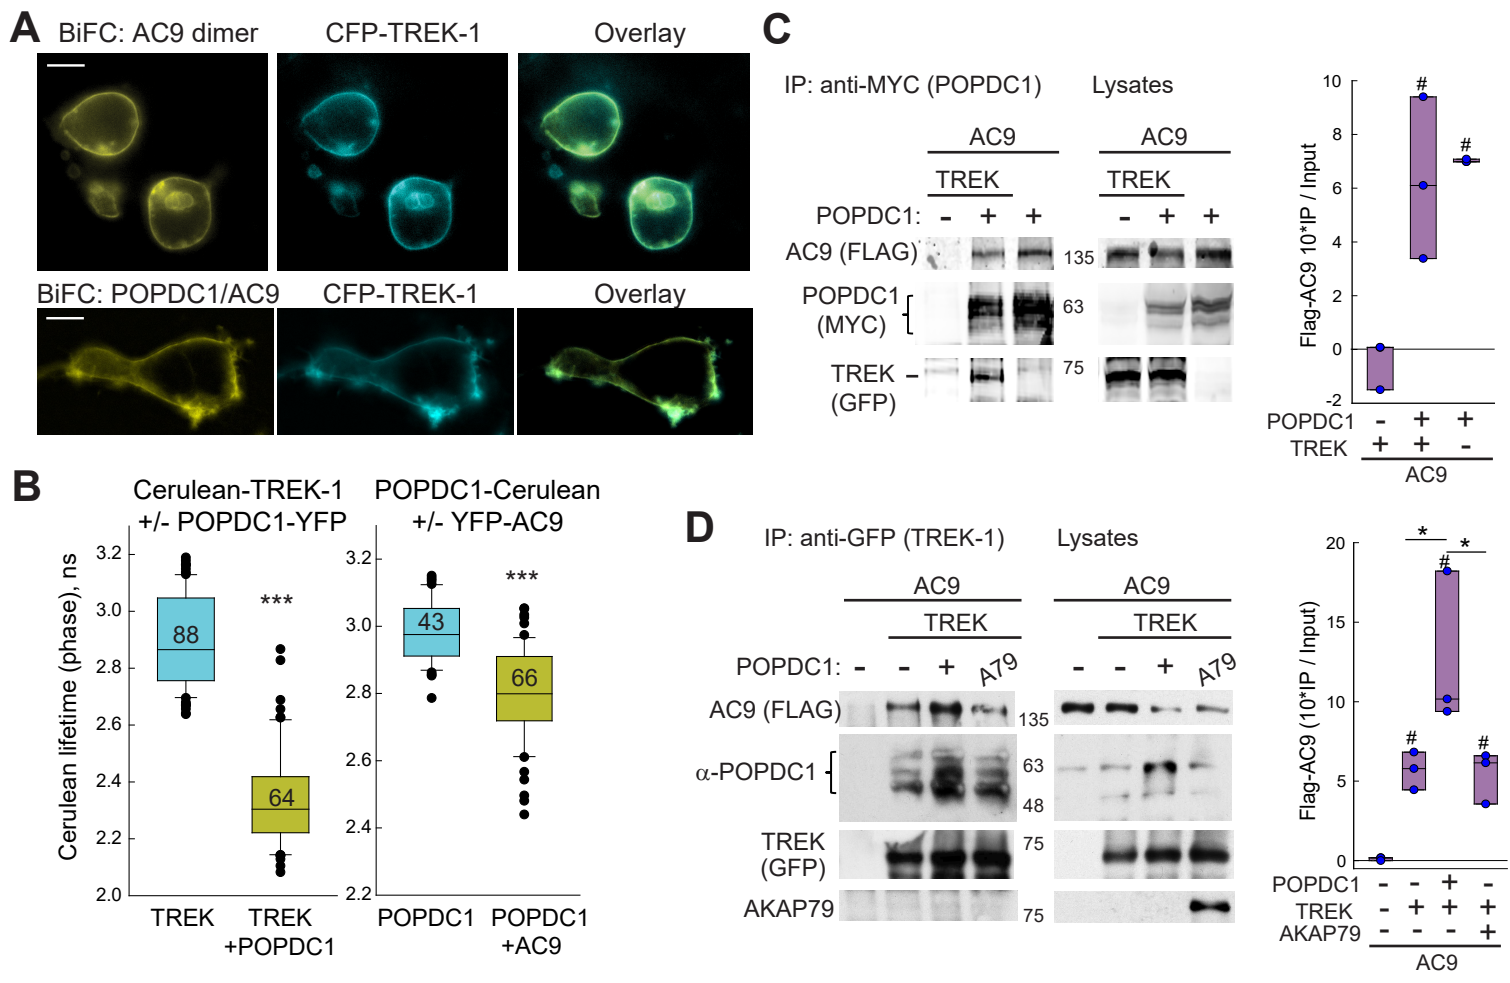 A
BiFC: AC9 dimer
CFP-TREK-1
Overlay
BiFC: POPDC1/AC9
CFP-TREK-1
Overlay
B
Cerulean-TREK-1
+/- POPDC1-YFP
POPDC1-Cerulean
+/- YFP-AC9
Cerulean lifetime (phase), ns
3.2
3.0
2.8
2.6
2.4
2.2
2.0
88
***
64
TREK
TREK
+POPDC1
3.2
3.0
2.8
2.6
2.4
2.2
43
***
66
POPDC1
POPDC1
+AC9
C
IP: anti-MYC (POPDC1)
Lysates
AC9
AC9
TREK
TREK
POPDC1: - + + - + +
AC9 (FLAG)
135
POPDC1
(MYC)
63
TREK
(GFP)
75
Flag-AC9 10*IP / Input
10
8
6
4
2
0
-2
#
#
POPDC1 - + +
TREK + + -
AC9
D
IP: anti-GFP (TREK-1)
Lysates
AC9
AC9
TREK
TREK
POPDC1: - - + A79 - - + A79
AC9 (FLAG)
135
α-POPDC1
63
48
TREK
(GFP)
75
AKAP79
75
Flag-AC9 (10*IP / Input)
20
15
10
5
0
* *
#
#
#
POPDC1 - - + -
TREK - + + +
AKAP79 - - - +
AC9